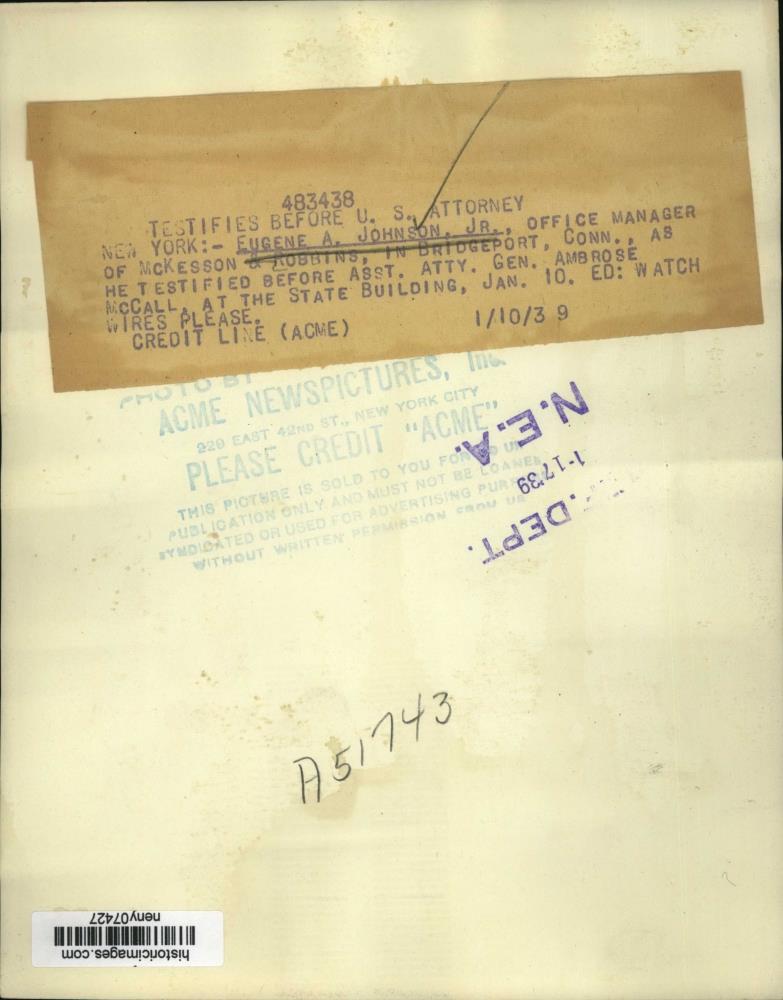 483438
TESTIFIES BEFORE U. S. ATTORNEY
NEW YORK:- EUGENE A. JOHNSON, JR., OFFICE MANAGER
OF MCKESSON & ROBBINS, IN BRIDGEPORT, CONN., AS
HE TESTIFIED BEFORE ASST. ATTY. GEN. AMBROSE
MCCALL, AT THE STATE BUILDING, JAN. 10. ED: WATCH
WIRES PLEASE.
CREDIT LINE (ACME) 1/10/39
PHOTO BY
ACME NEWSPICTURES, Inc.
220 EAST 42ND ST., NEW YORK CITY
PLEASE CREDIT "ACME"
THIS PICTURE IS SOLD TO YOU FOR
PUBLICATION ONLY AND MUST NOT BE LOANED,
SYNDICATED OR USED FOR ADVERTISING PURPOSES
WITHOUT WRITTEN PERMISSION FROM US
N.E.A.
1-17 39
.DEPT.
A51743
historicimages.com
neny07427